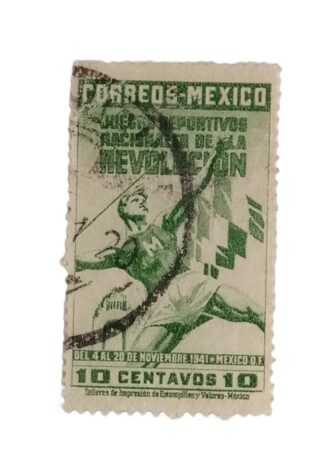 CORREOS-MEXICO
JUEGOS DEPORTIVOS
NACIONALES DE LA
REVOLUCION
M
DEL 4 AL 20 DE NOVIEMBRE 1941 MEXICO D.F.
10 CENTAVOS 10
Talleres de Impresión de Estampillas y Valores-México